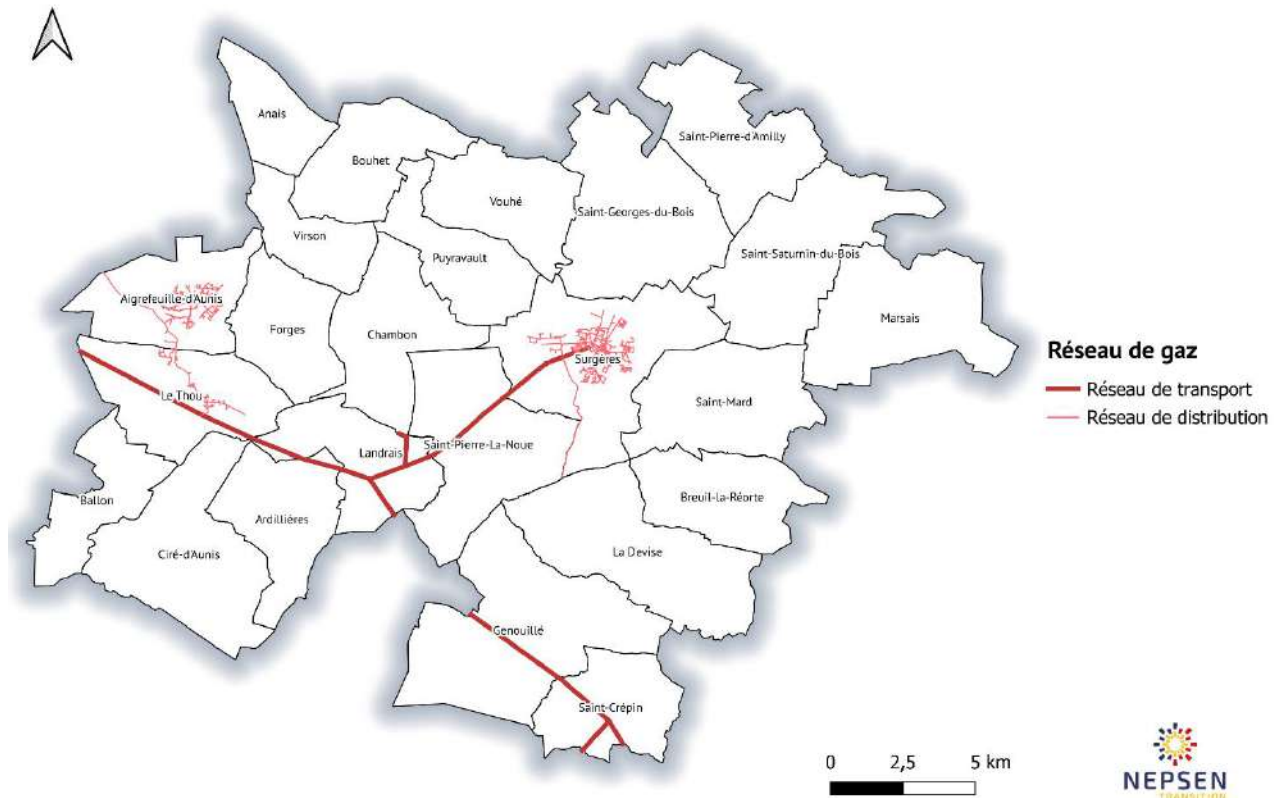 Anais
Saint-Pierre-d'Amilly
Bouhet
Vouhé
Saint-Georges-du-Bois
Virson
Saint-Saturnin-du-Bois
Puyravault
Aigrefeuille-d'Aunis
Marsais
Forges
Chambon
Surgères
Le Thou
Saint-Mard
Saint-Pierre-La-Noue
Landrais
Ballon
Breuil-la-Réorte
Ardillières
Ciré-d'Aunis
La Devise
Genouillé
Saint-Crépin
Réseau de gaz
Réseau de transport
Réseau de distribution
0 2,5 5 km
NEPSEN
TRANSITION